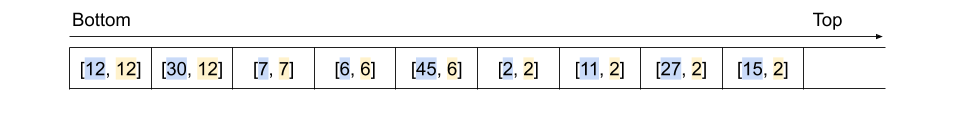 Bottom Top
[12, 12] [30, 12] [7, 7] [6, 6] [45, 6] [2, 2] [11, 2] [27, 2] [15, 2]